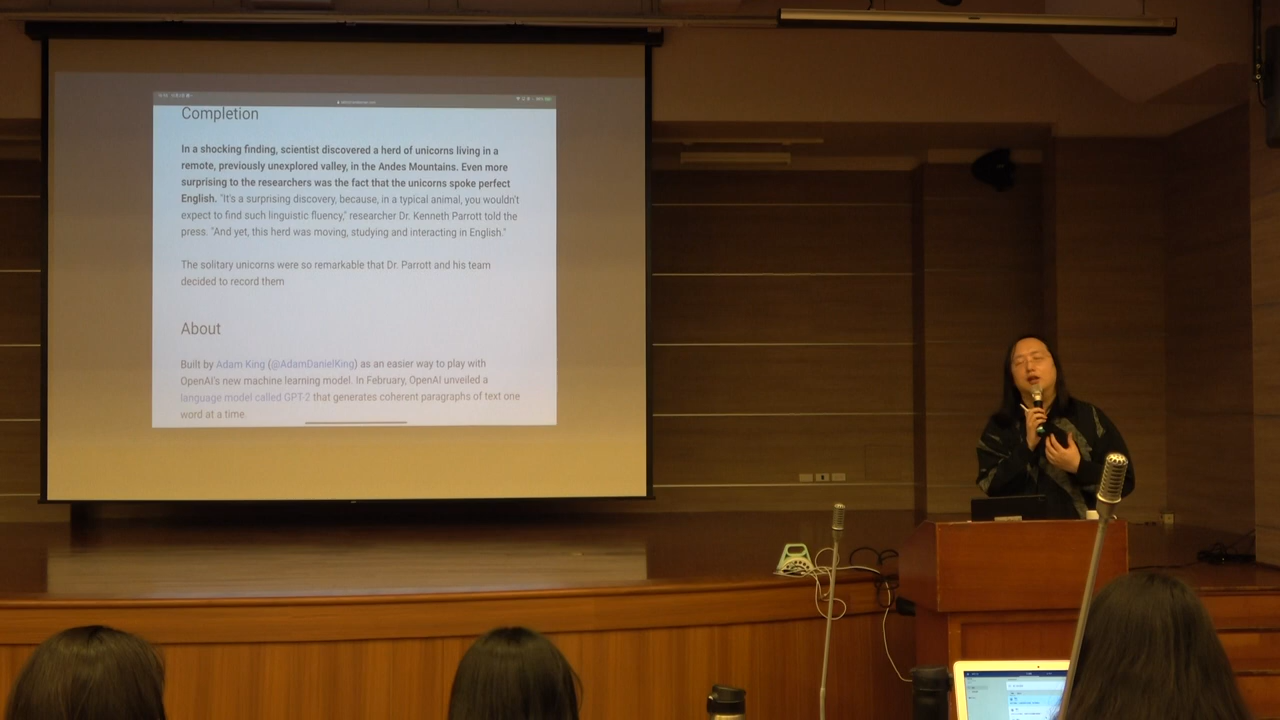 Completion
In a shocking finding, scientist discovered a herd of unicorns living in a
remote, previously unexplored valley, in the Andes Mountains. Even more
surprising to the researchers was the fact that the unicorns spoke perfect
English. "It's a surprising discovery, because, in a typical animal, you wouldn't
expect to find such linguistic fluency," researcher Dr. Kenneth Parrott told the
press. "And yet, this herd was moving, studying and interacting in English."
The solitary unicorns were so remarkable that Dr. Parrott and his team
decided to record them
About
Built by Adam King (@AdamDanielKing) as an easier way to play with
OpenAI's new machine learning model. In February, OpenAI unveiled a
language model called GPT-2 that generates coherent paragraphs of text one
word at a time.